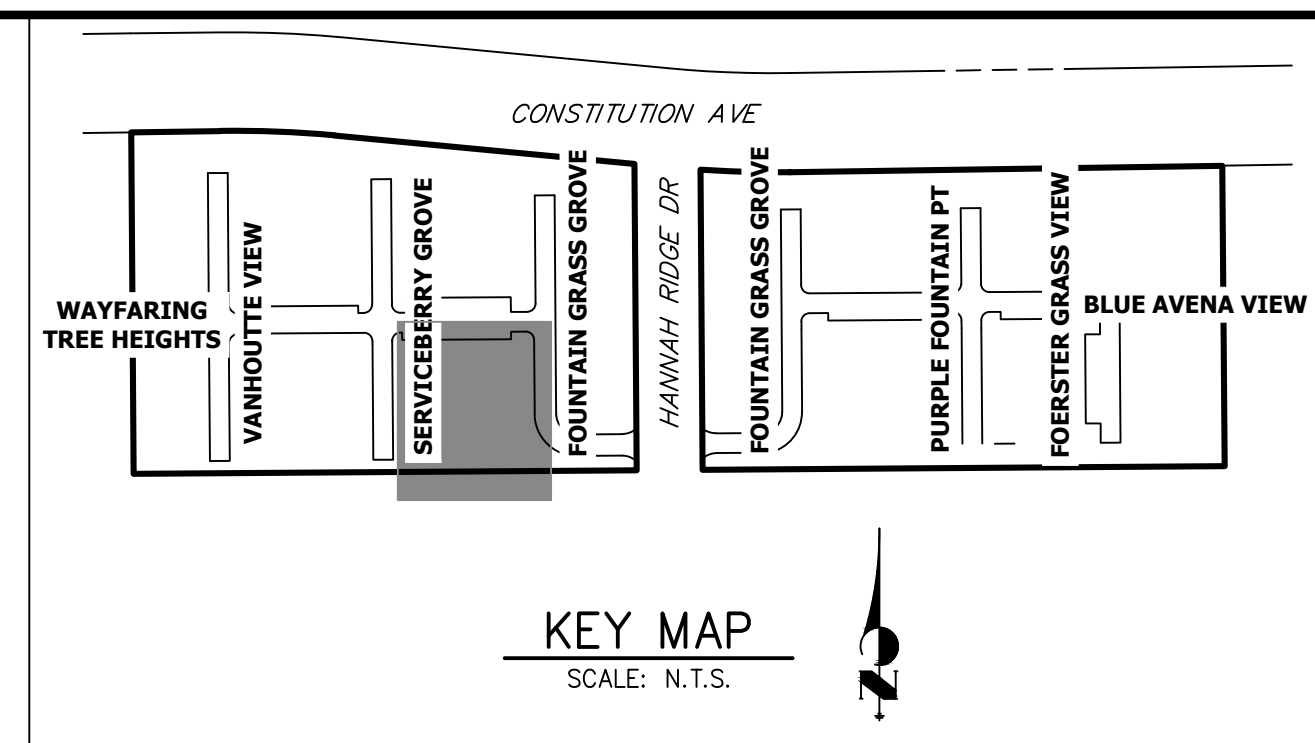 CONSTITUTION AVE
WAYFARING
TREE HEIGHTS
VANHOUTTE VIEW
SERVICEBERRY GROVE
FOUNTAIN GRASS GROVE
HANNAH RIDGE DR
FOUNTAIN GRASS GROVE
PURPLE FOUNTAIN PT
FOERSTER GRASS VIEW
BLUE AVENA VIEW
KEY MAP
SCALE: N.T.S.
N